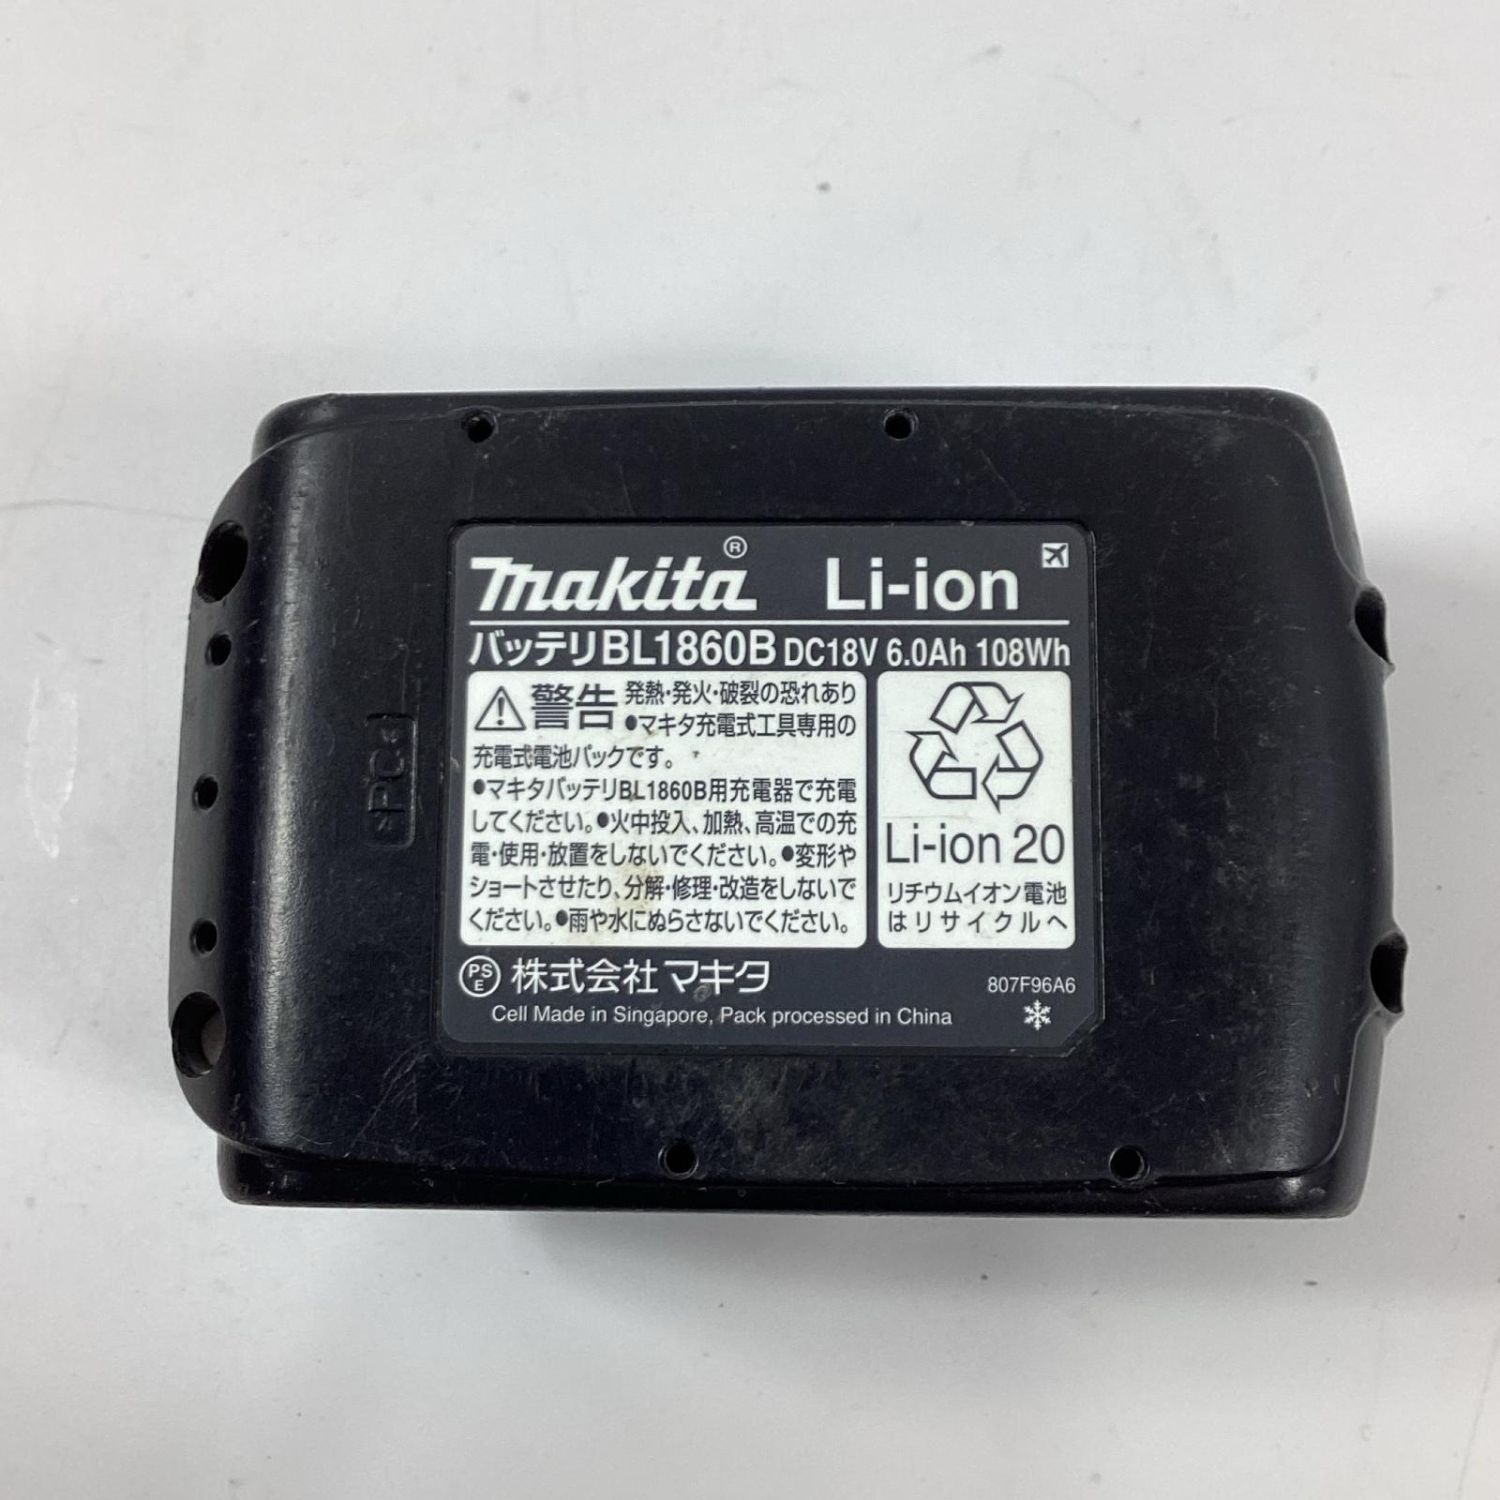 makita® Li-ion
バッテリBL1860B DC18V 6.0Ah 108Wh
警告 発熱・発火・破裂の恐れあり
●マキタ充電式工具専用の
充電式電池パックです。
●マキタバッテリBL1860B用充電器で充電
してください。●火中投入、加熱、高温での充
電・使用・放置をしないでください。●変形や
ショートさせたり、分解・修理・改造をしないで
ください。●雨や水にぬらさないでください。
Li-ion 20
リチウムイオン電池
はリサイクルへ
PSE 株式会社マキタ
807F96A6
Cell Made in Singapore, Pack processed in China
>PC<